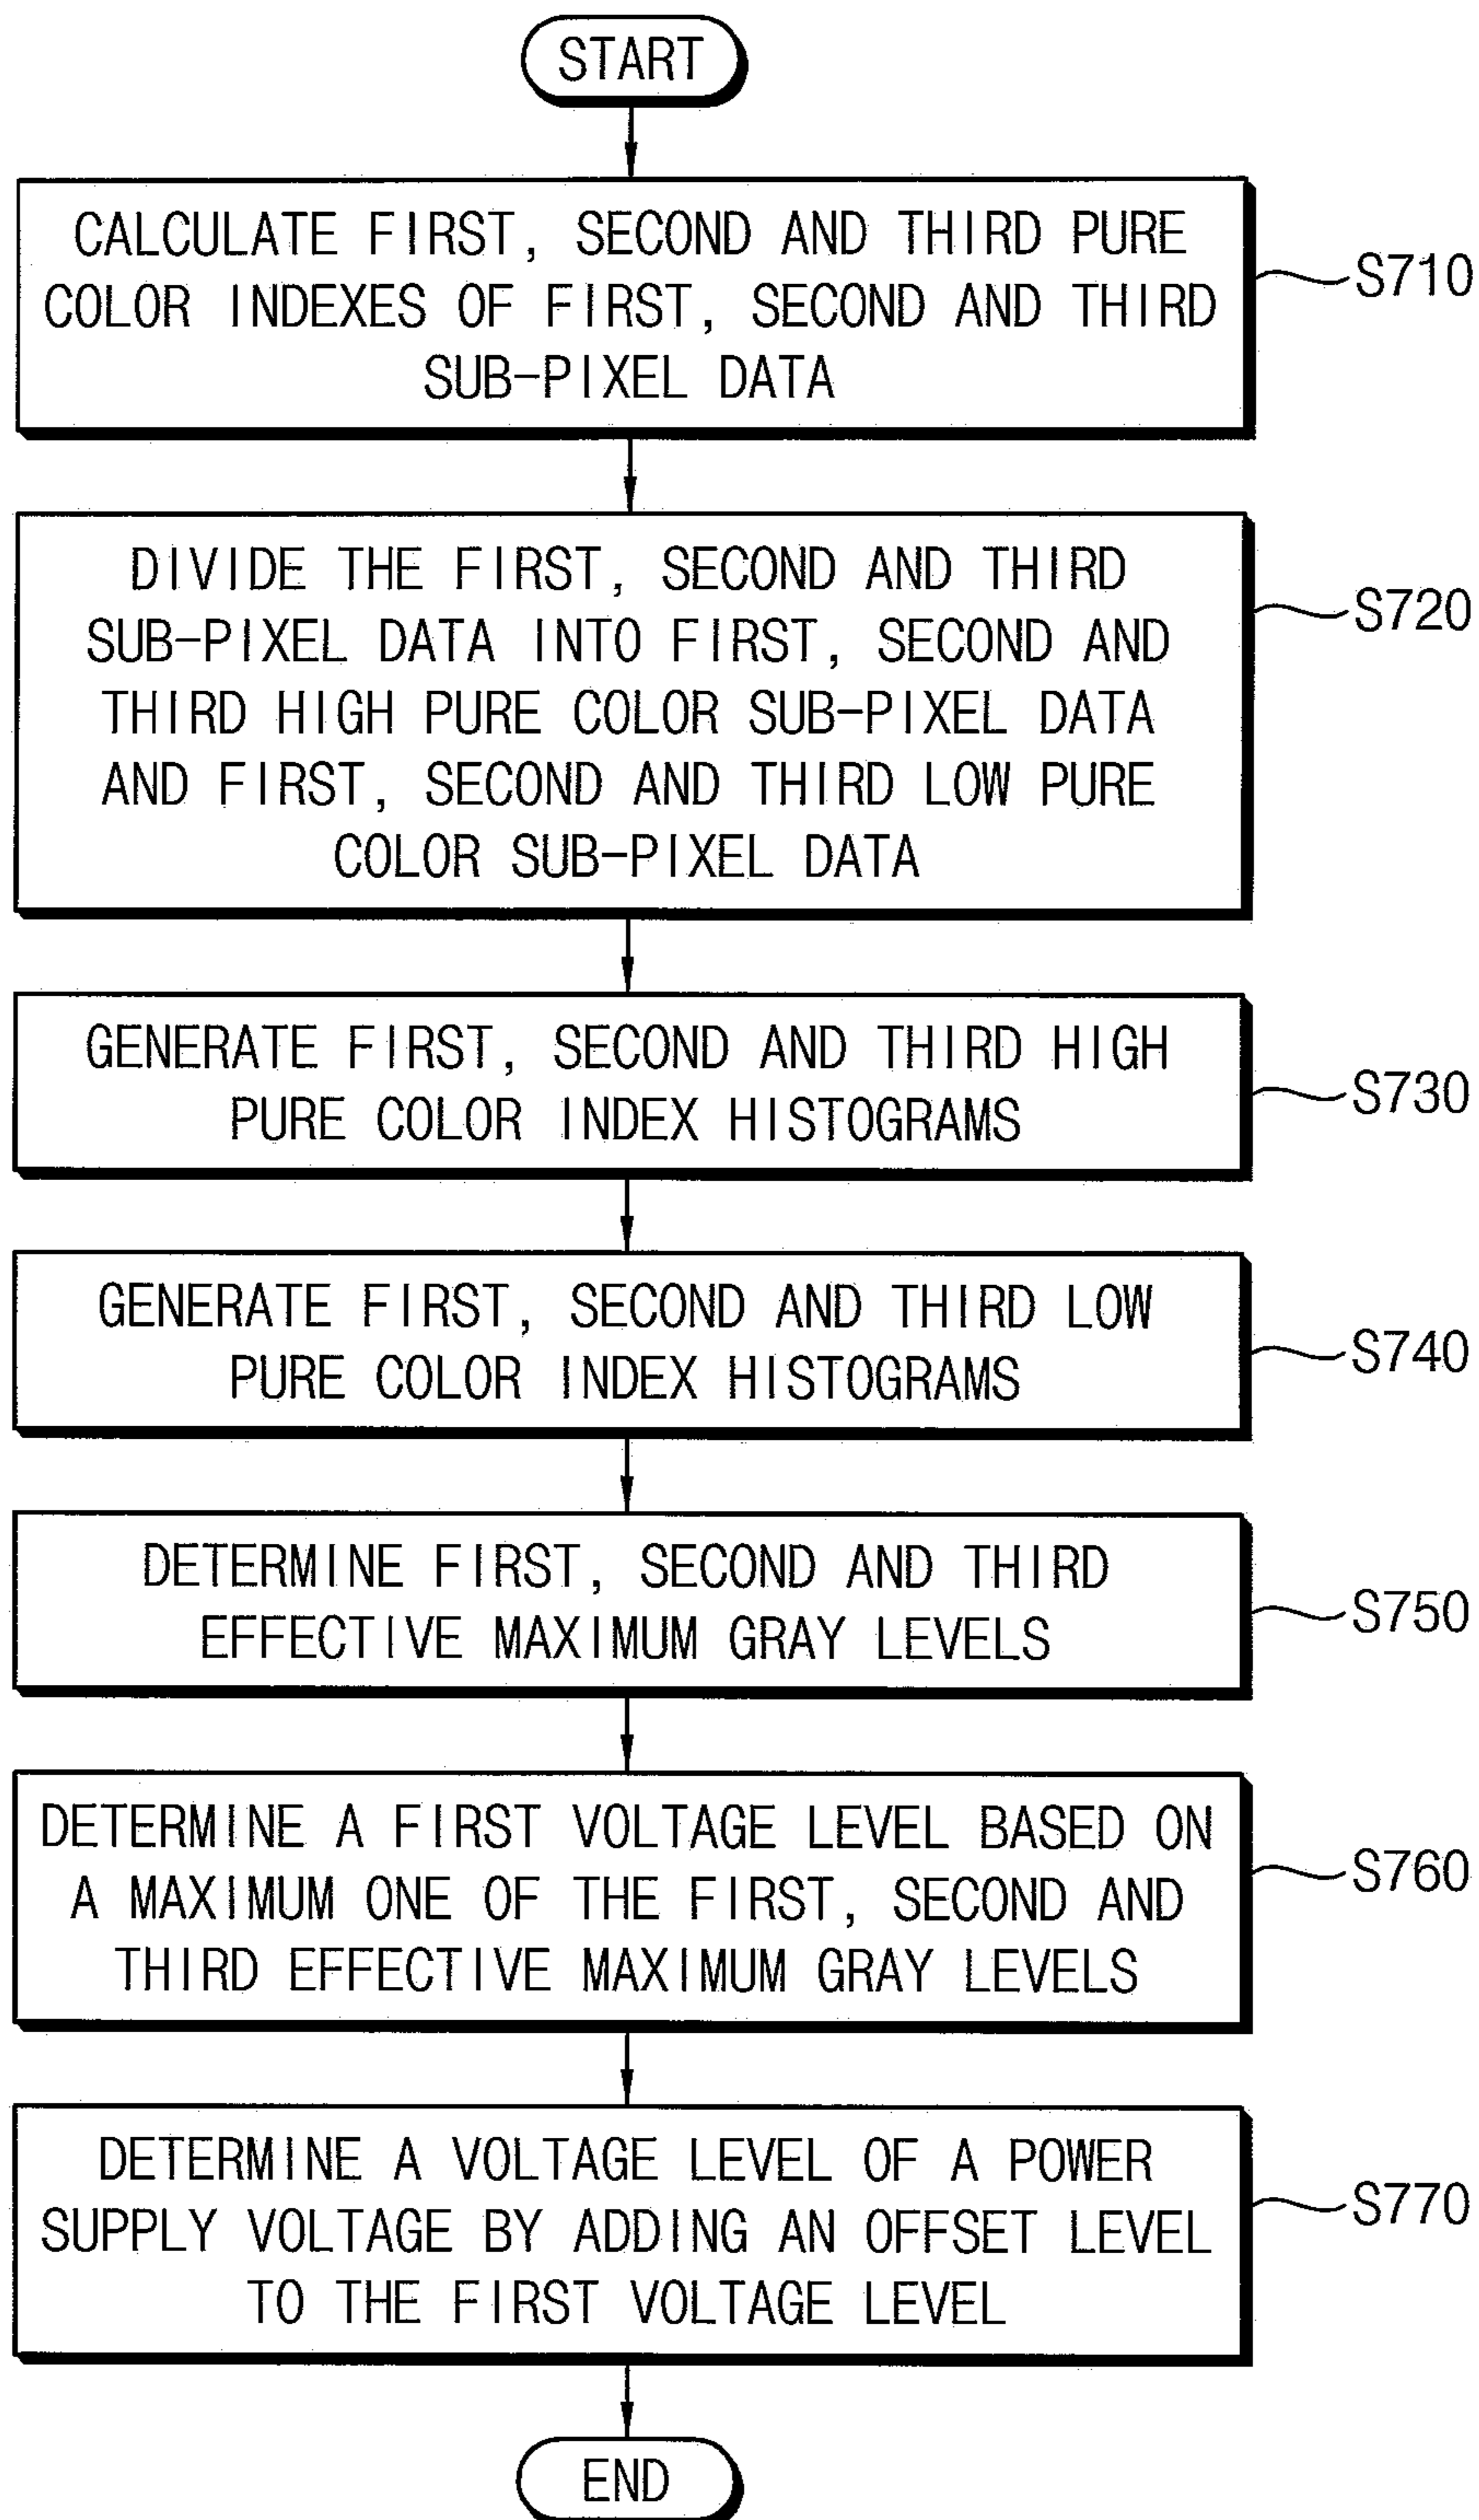 START
CALCULATE FIRST, SECOND AND THIRD PURE
COLOR INDEXES OF FIRST, SECOND AND THIRD
SUB-PIXEL DATA
S710
DIVIDE THE FIRST, SECOND AND THIRD
SUB-PIXEL DATA INTO FIRST, SECOND AND
THIRD HIGH PURE COLOR SUB-PIXEL DATA
AND FIRST, SECOND AND THIRD LOW PURE
COLOR SUB-PIXEL DATA
S720
GENERATE FIRST, SECOND AND THIRD HIGH
PURE COLOR INDEX HISTOGRAMS
S730
GENERATE FIRST, SECOND AND THIRD LOW
PURE COLOR INDEX HISTOGRAMS
S740
DETERMINE FIRST, SECOND AND THIRD
EFFECTIVE MAXIMUM GRAY LEVELS
S750
DETERMINE A FIRST VOLTAGE LEVEL BASED ON
A MAXIMUM ONE OF THE FIRST, SECOND AND
THIRD EFFECTIVE MAXIMUM GRAY LEVELS
S760
DETERMINE A VOLTAGE LEVEL OF A POWER
SUPPLY VOLTAGE BY ADDING AN OFFSET LEVEL
TO THE FIRST VOLTAGE LEVEL
S770
END